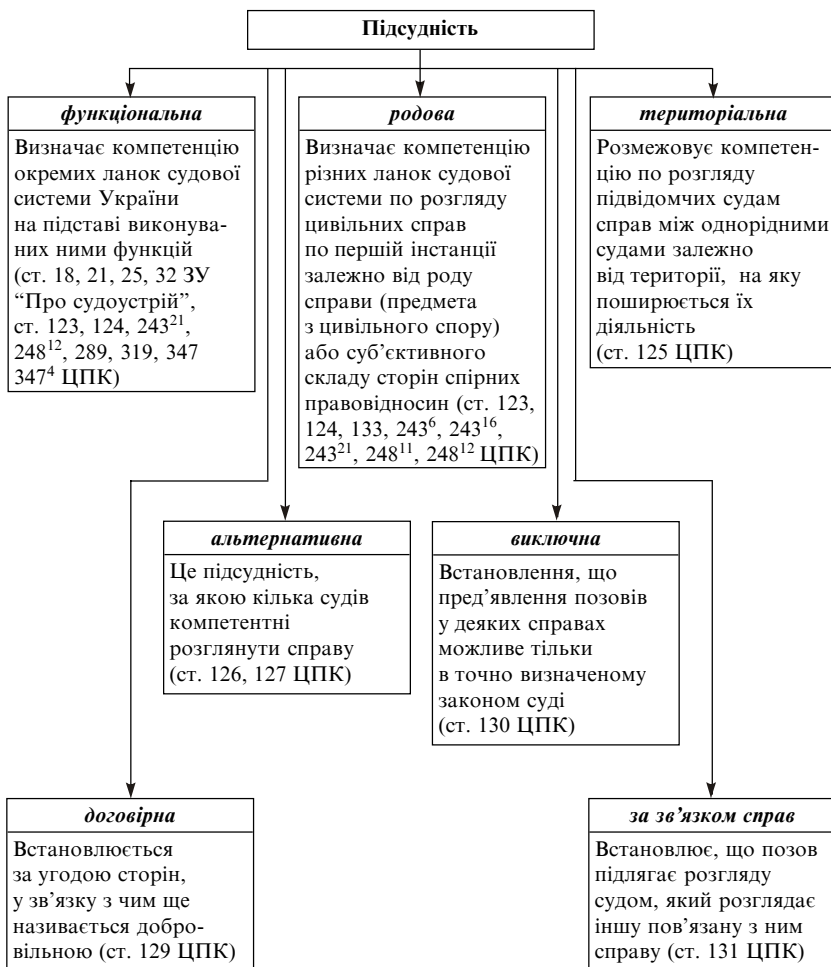 Підсудність
функціональна
Визначає компетенцію
окремих ланок судової
системи України
на підставі виконува-
них ними функцій
(ст. 18, 21, 25, 32 ЗУ
“Про судоустрій”,
ст. 123, 124, 243²¹,
248¹², 289, 319, 347
347⁴ ЦПК)
родова
Визначає компетенцію
різних ланок судової
системи по розгляду
цивільних справ
по першій інстанції
залежно від роду
справи (предмета
з цивільного спору)
або суб’єктивного
складу сторін спірних
правовідносин (ст. 123,
124, 133, 243⁶, 243¹⁶,
243²¹, 248¹¹, 248¹² ЦПК)
територіальна
Розмежовує компетен-
цію по розгляду
підвідомчих судам
справ між однорідними
судами залежно
від території, на яку
поширюється їх
діяльність
(ст. 125 ЦПК)
альтернативна
Це підсудність,
за якою кілька судів
компетентні
розглянути справу
(ст. 126, 127 ЦПК)
виключна
Встановлення, що
пред’явлення позовів
у деяких справах
можливе тільки
в точно визначеному
законом суді
(ст. 130 ЦПК)
договірна
Встановлюється
за угодою сторін,
у зв’язку з чим ще
називається добро-
вільною (ст. 129 ЦПК)
за зв’язком справ
Встановлює, що позов
підлягає розгляду
судом, який розглядає
іншу пов’язану з ним
справу (ст. 131 ЦПК)